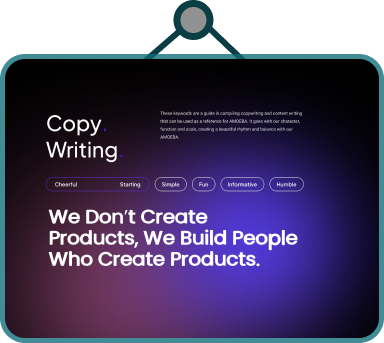 Copy.
Writing.
These keywords are a guide in compiling copywriting and content writing
that can be used as a reference for AMOEBA. It goes with our character,
function and scale, creating a beautiful rhythm and balance with our
AMOEBA.
Cheerful Starting Simple Fun Informative Humble
We Don’t Create
Products, We Build People
Who Create Products.